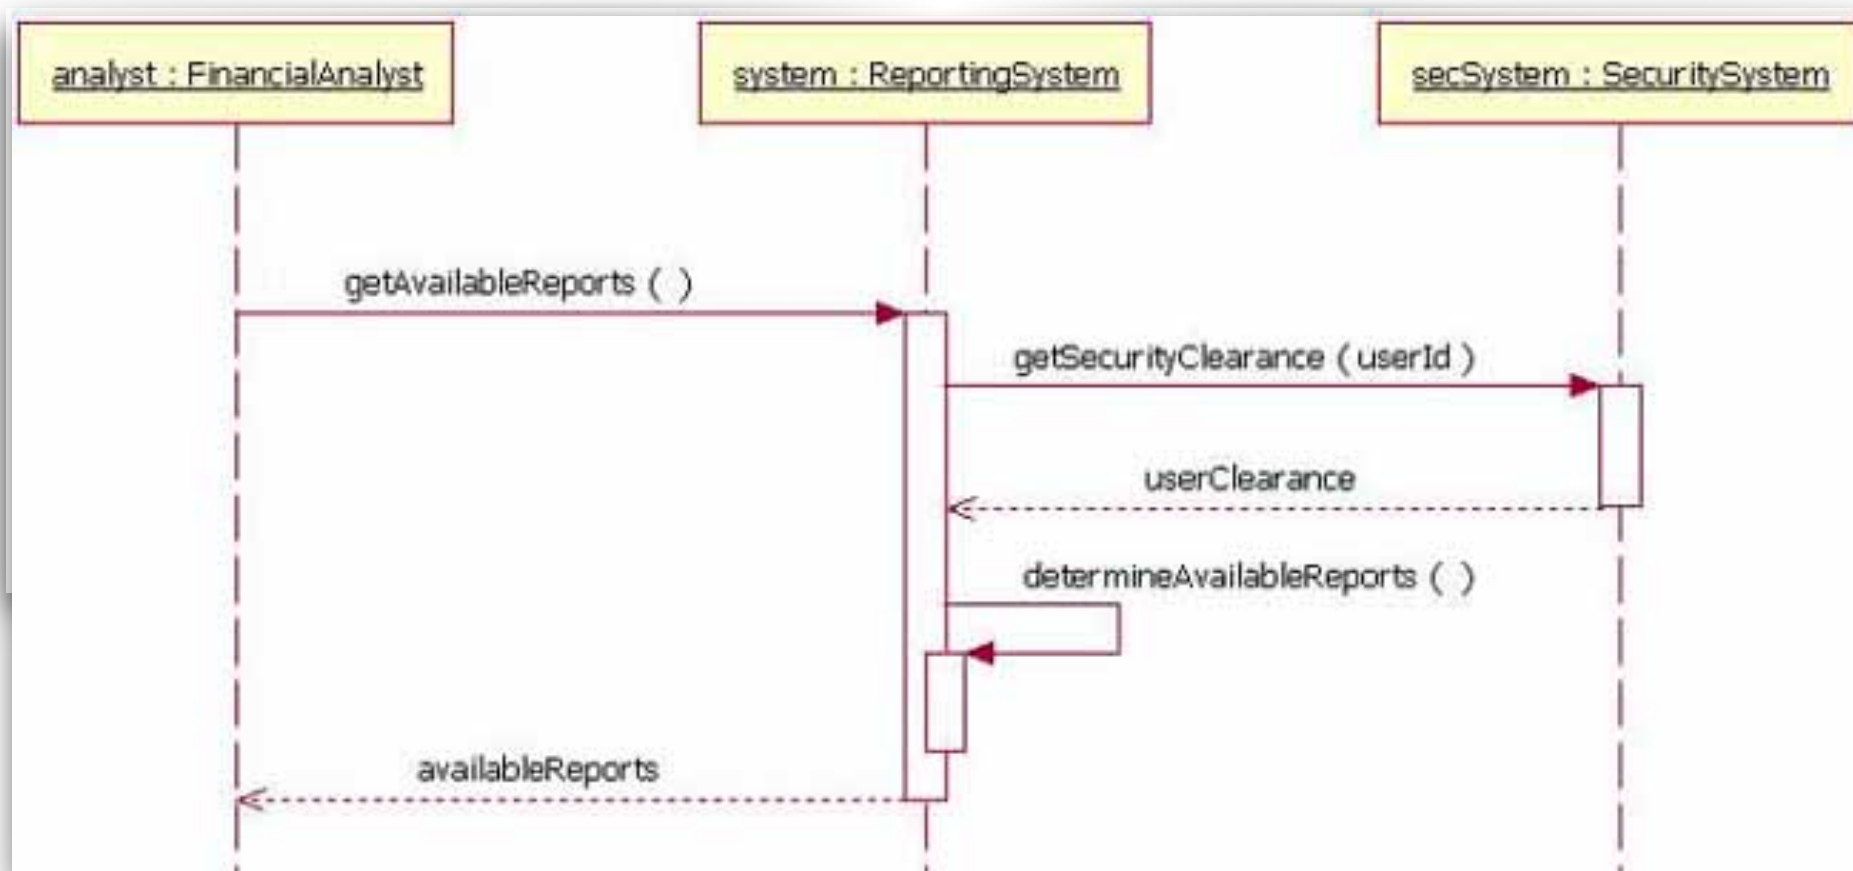 analyst : FinancialAnalyst
system : ReportingSystem
secSystem : SecuritySystem
getAvailableReports ( )
getSecurityClearance ( userId )
userClearance
determineAvailableReports ( )
availableReports